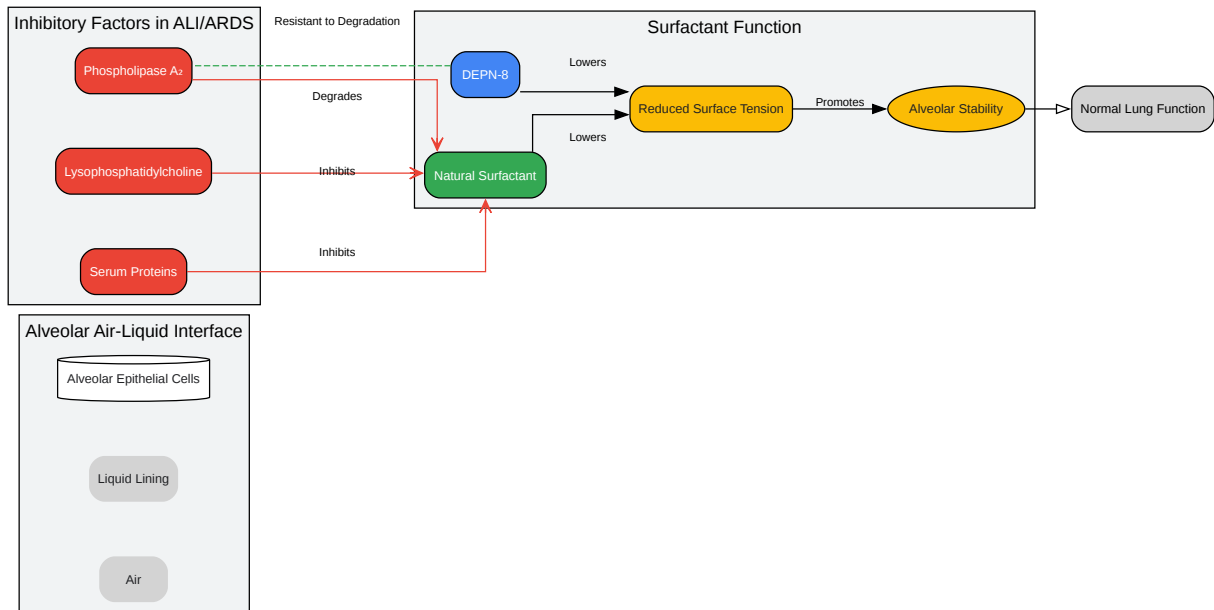 Inhibitory Factors in ALI/ARDS
Resistant to Degradation
Surfactant Function
Phospholipase A₂
Degrades
DEPN-8
Lowers
Reduced Surface Tension
Promotes
Alveolar Stability
Normal Lung Function
Lowers
Lysophosphatidylcholine
Inhibits
Natural Surfactant
Serum Proteins
Inhibits
Alveolar Air-Liquid Interface
Alveolar Epithelial Cells
Liquid Lining
Air